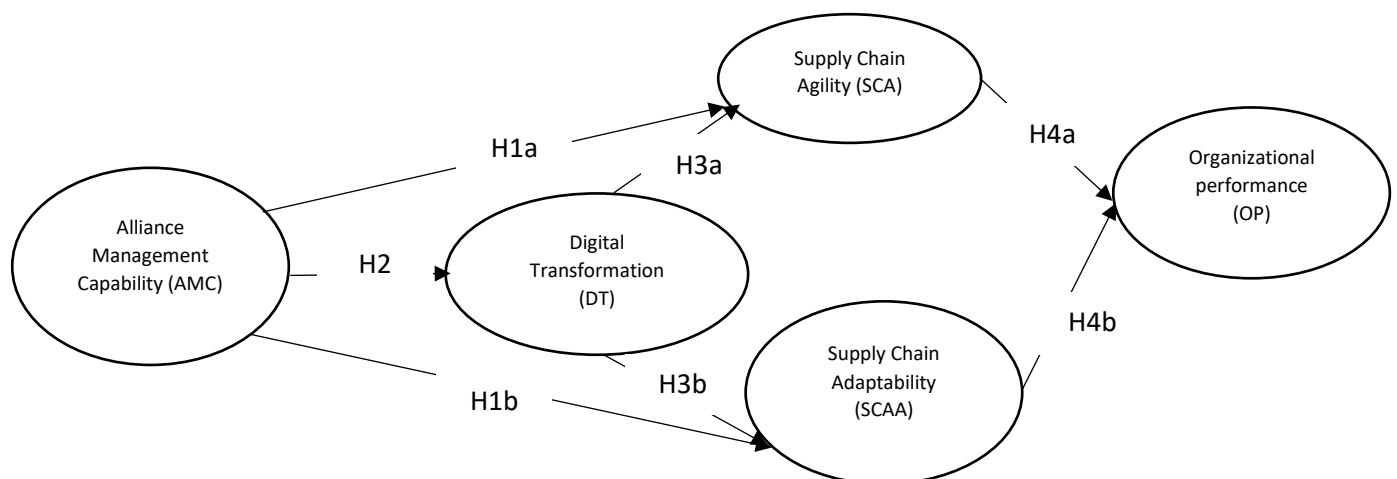 Supply Chain
Agility (SCA)
H1a
H3a
H4a
Organizational
performance
(OP)
Alliance
Management
Capability (AMC)
H2
Digital
Transformation
(DT)
H4b
Supply Chain
Adaptability
(SCAA)
H3b
H1b